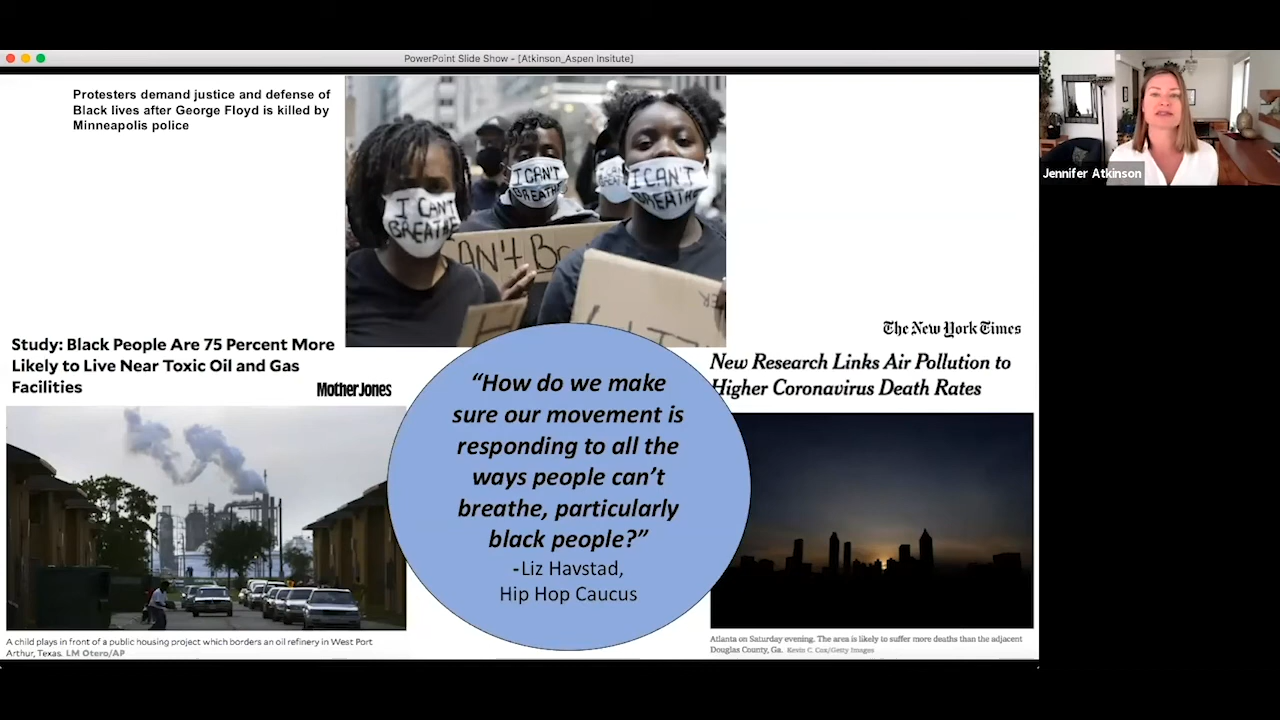 PowerPoint Slide Show - [Atkinson_Aspen Insitute]
Protesters demand justice and defense of
Black lives after George Floyd is killed by
Minneapolis police
I CAN'T
BREATHE
I CAN'T
BREATHE
I CAN'T
BREATHE
AN'T BR
Jennifer Atkinson
Study: Black People Are 75 Percent More
Likely to Live Near Toxic Oil and Gas
Facilities
Mother Jones
The New York Times
New Research Links Air Pollution to
Higher Coronavirus Death Rates
“How do we make
sure our movement is
responding to all the
ways people can’t
breathe, particularly
black people?”
-Liz Havstad,
Hip Hop Caucus
A child plays in front of a public housing project which borders an oil refinery in West Port
Arthur, Texas. LM Otero/AP
Atlanta on Saturday evening. The area is likely to suffer more deaths than the adjacent
Douglas County, Ga. Kevin C. Cox/Getty Images